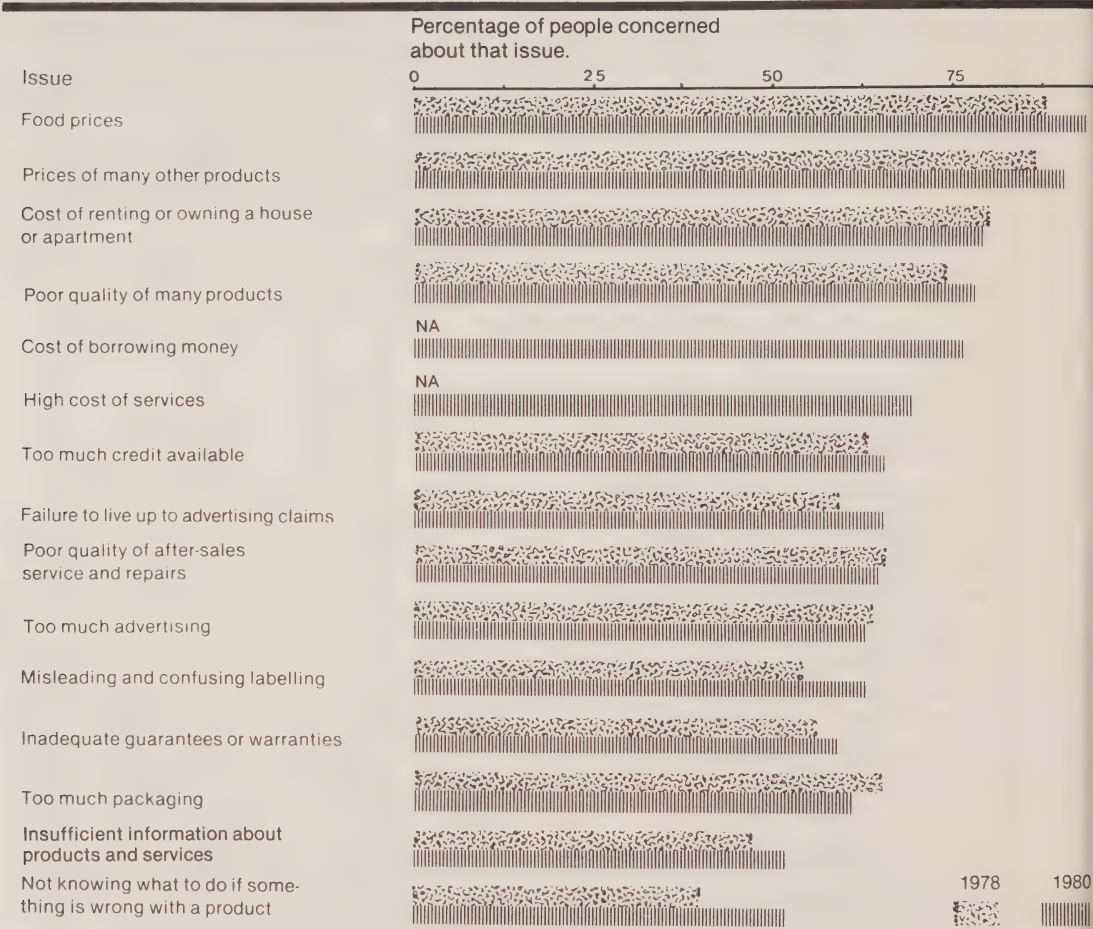 Percentage of people concerned
about that issue.
Issue
0 25 50 75
Food prices
Prices of many other products
Cost of renting or owning a house
or apartment
Poor quality of many products
NA
Cost of borrowing money
NA
High cost of services
Too much credit available
Failure to live up to advertising claims
Poor quality of after-sales
service and repairs
Too much advertising
Misleading and confusing labelling
Inadequate guarantees or warranties
Too much packaging
Insufficient information about
products and services
Not knowing what to do if some-
thing is wrong with a product
1978 1980